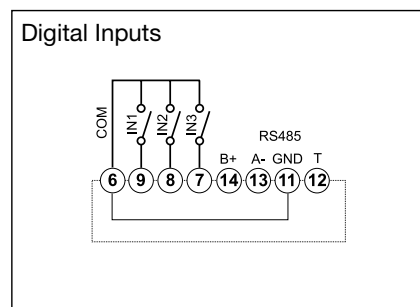 Digital Inputs
COM
IN1
IN2
IN3
RS485
B+ A- GND T
6 9 8 7 14 13 11 12